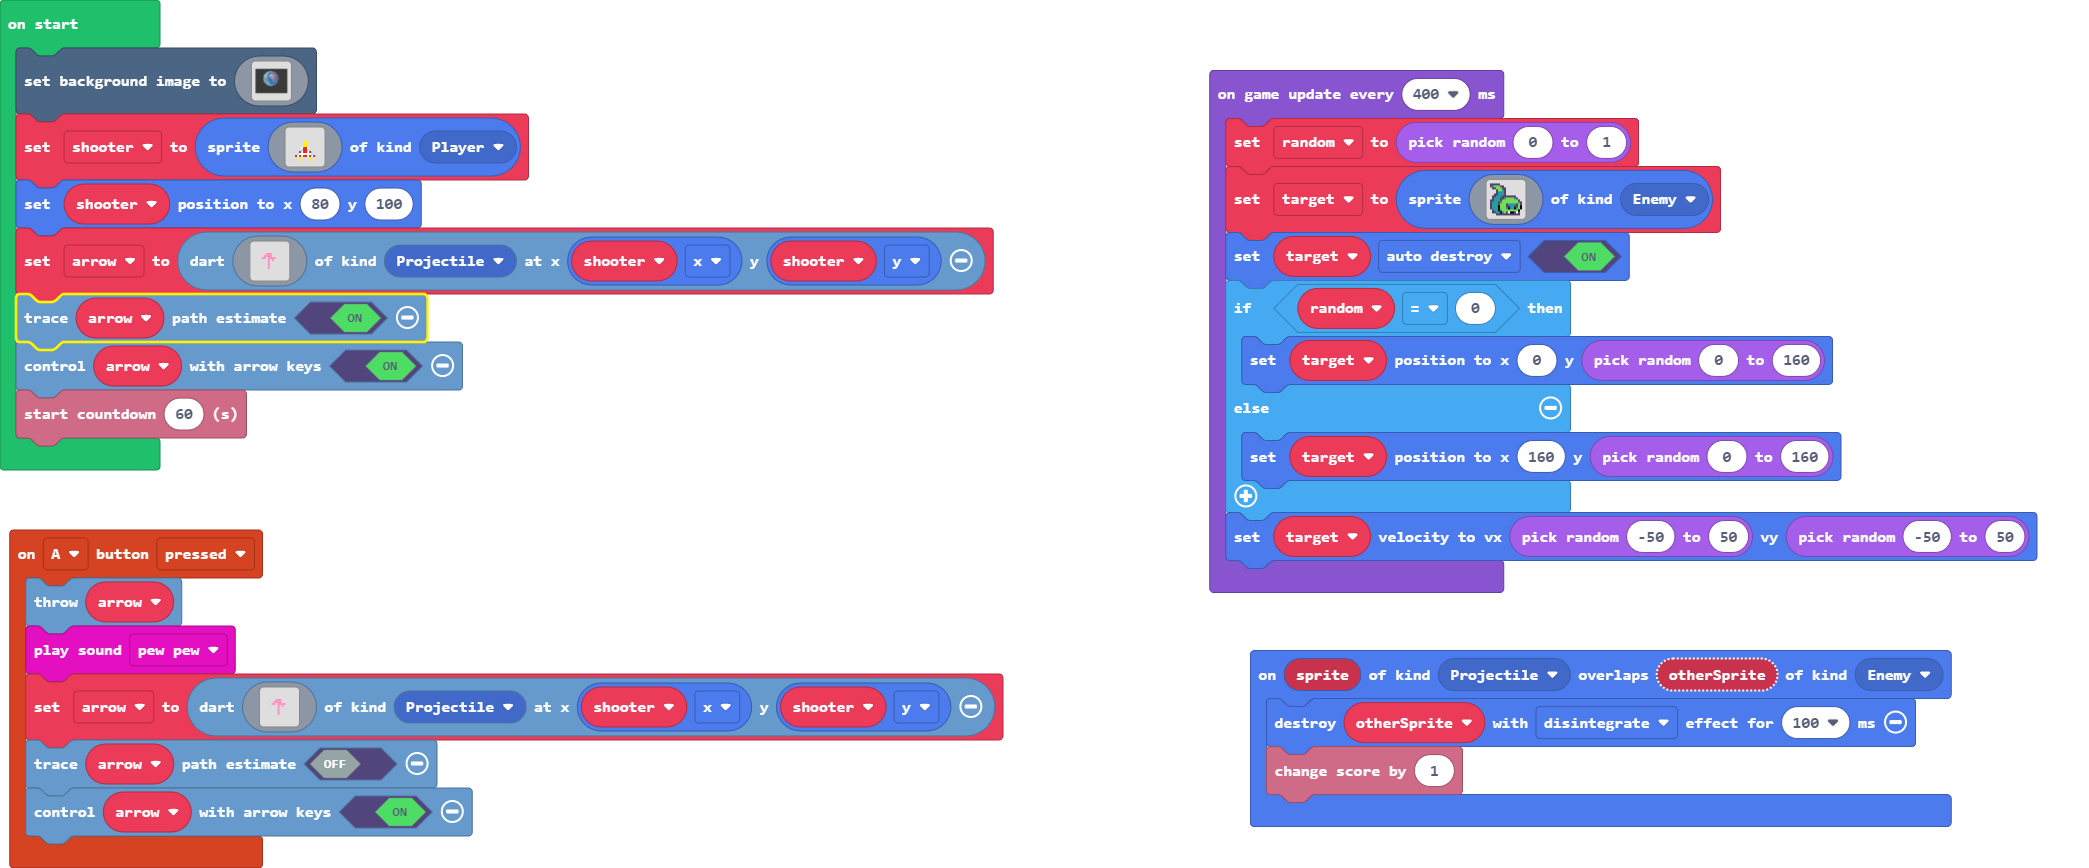 on start
set background image to
set shooter to sprite of kind Player
set shooter position to x 80 y 100
set arrow to dart of kind Projectile at x shooter x y shooter y
trace arrow path estimate ON
control arrow with arrow keys ON
start countdown 60 (s)
on A button pressed
throw arrow
play sound pew pew
set arrow to dart of kind Projectile at x shooter x y shooter y
trace arrow path estimate OFF
control arrow with arrow keys ON
on game update every 400 ms
set random to pick random 0 to 1
set target to sprite of kind Enemy
set target auto destroy ON
if random = 0 then
set target position to x 0 y pick random 0 to 160
else
set target position to x 160 y pick random 0 to 160
set target velocity to vx pick random -50 to 50 vy pick random -50 to 50
on sprite of kind Projectile overlaps otherSprite of kind Enemy
destroy otherSprite with disintegrate effect for 100 ms
change score by 1